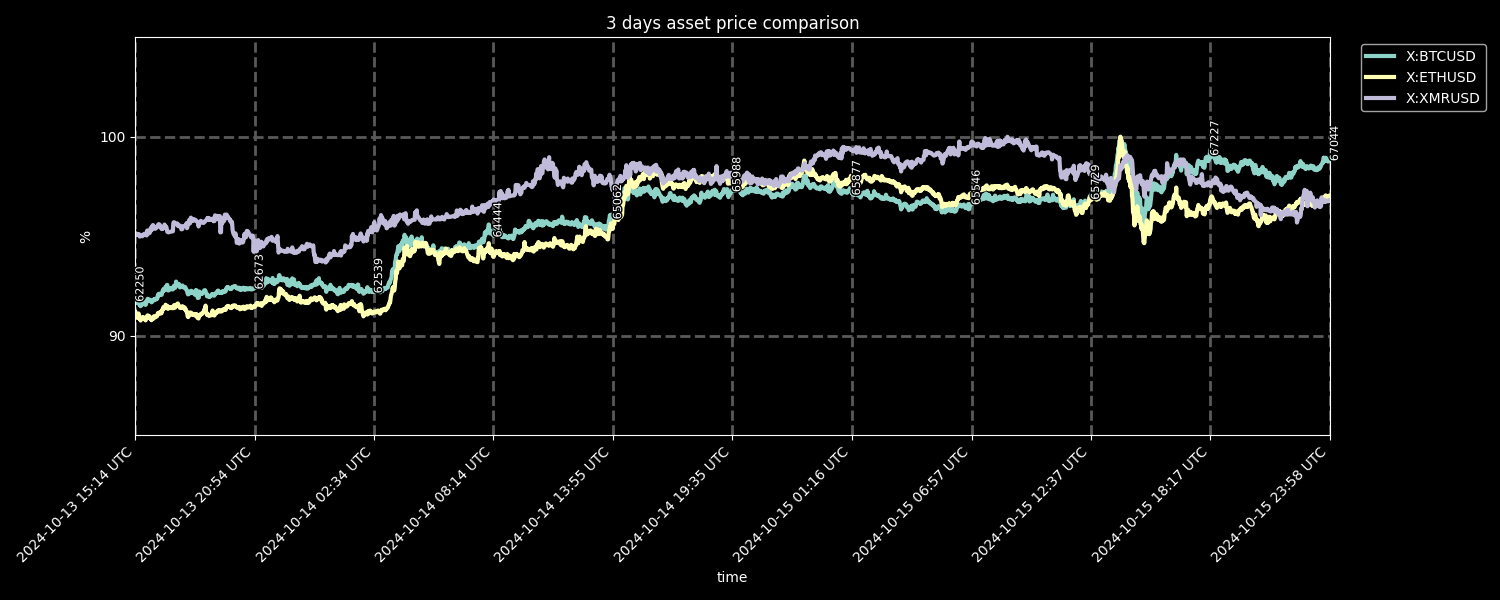 3 days asset price comparison
X:BTCUSD
X:ETHUSD
X:XMRUSD
100
90
%
62250
62673
62539
64444
65062
65988
65877
65546
65729
67227
67044
2024-10-13 15:14 UTC
2024-10-13 20:54 UTC
2024-10-14 02:34 UTC
2024-10-14 08:14 UTC
2024-10-14 13:55 UTC
2024-10-14 19:35 UTC
2024-10-15 01:16 UTC
2024-10-15 06:57 UTC
2024-10-15 12:37 UTC
2024-10-15 18:17 UTC
2024-10-15 23:58 UTC
time